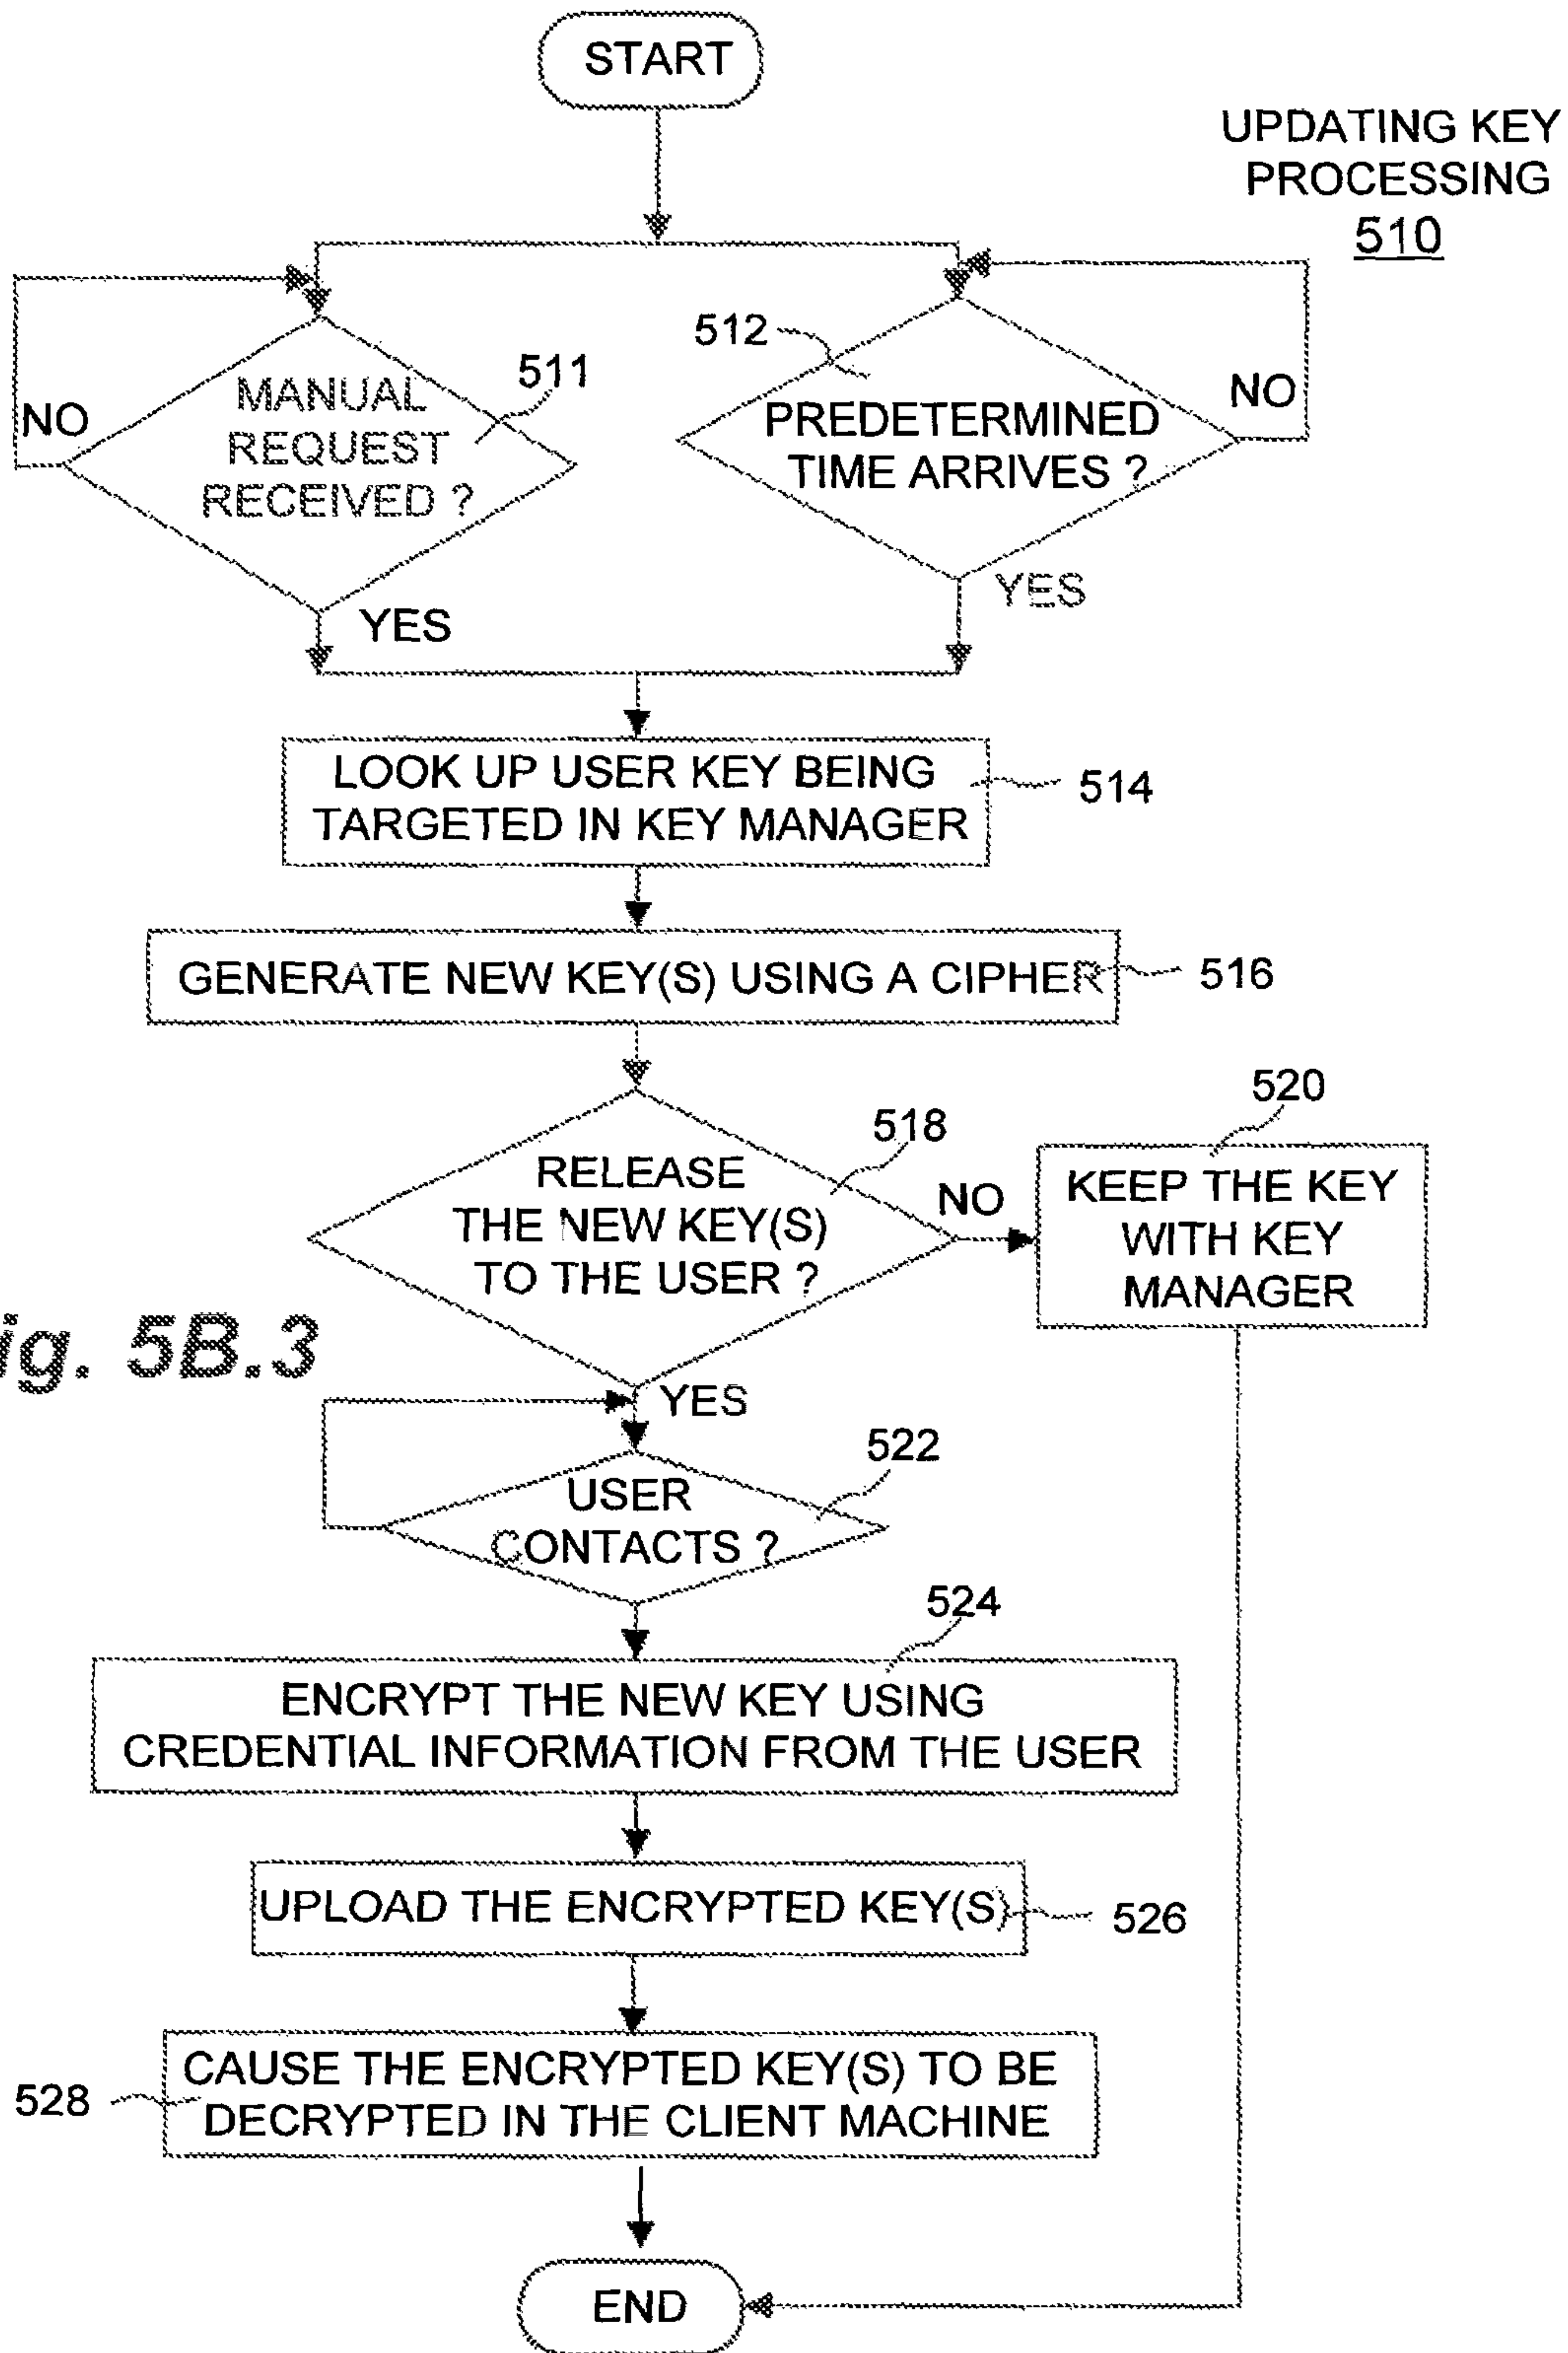 START
UPDATING KEY
PROCESSING
510
511
512
NO
MANUAL
REQUEST
RECEIVED ?
PREDETERMINED
TIME ARRIVES ?
NO
YES
YES
LOOK UP USER KEY BEING
TARGETED IN KEY MANAGER
514
GENERATE NEW KEY(S) USING A CIPHER
516
518
520
RELEASE
THE NEW KEY(S)
TO THE USER ?
NO
KEEP THE KEY
WITH KEY
MANAGER
ig. 5B.3
YES
522
USER
CONTACTS ?
524
ENCRYPT THE NEW KEY USING
CREDENTIAL INFORMATION FROM THE USER
UPLOAD THE ENCRYPTED KEY(S)
526
CAUSE THE ENCRYPTED KEY(S) TO BE
DECRYPTED IN THE CLIENT MACHINE
528
END